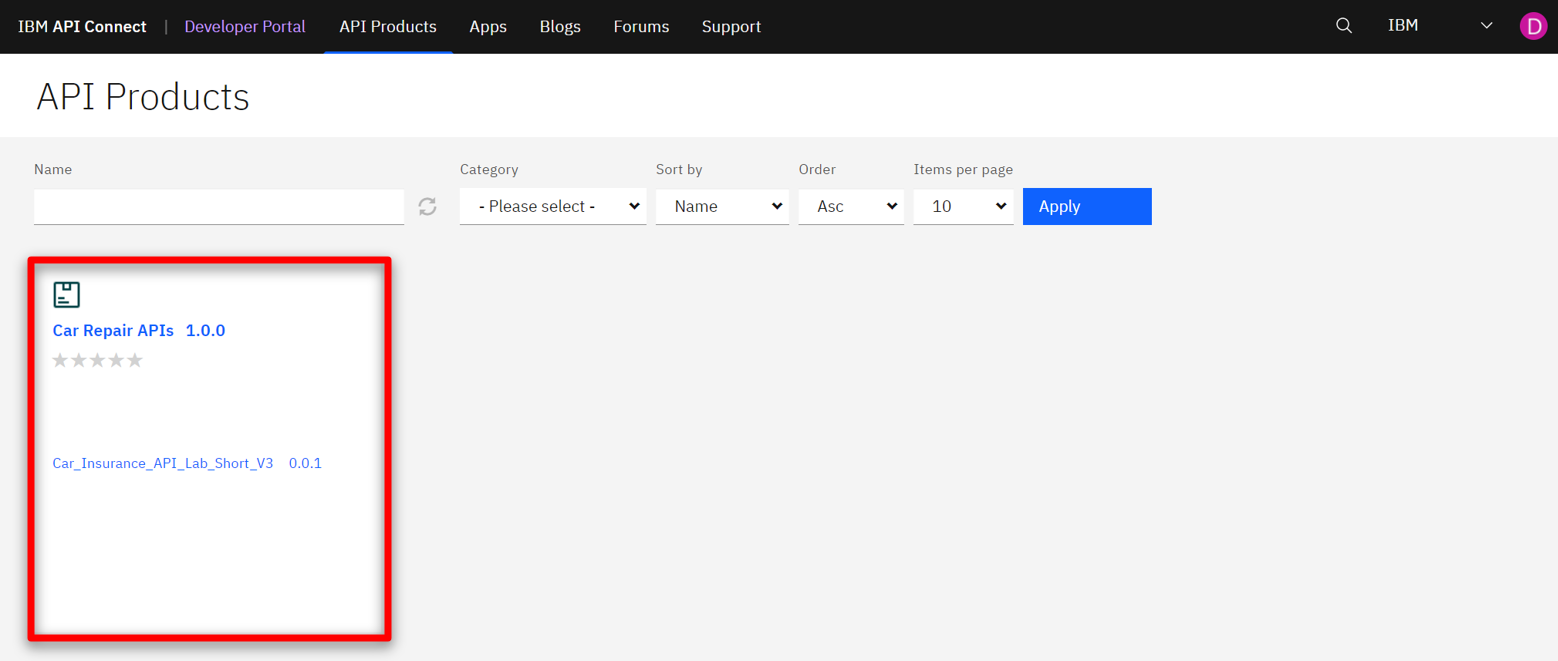 IBM API Connect | Developer Portal API Products Apps Blogs Forums Support IBM D
API Products
Name Category Sort by Order Items per page
- Please select - Name Asc 10 Apply
Car Repair APIs 1.0.0
Car_Insurance_API_Lab_Short_V3 0.0.1